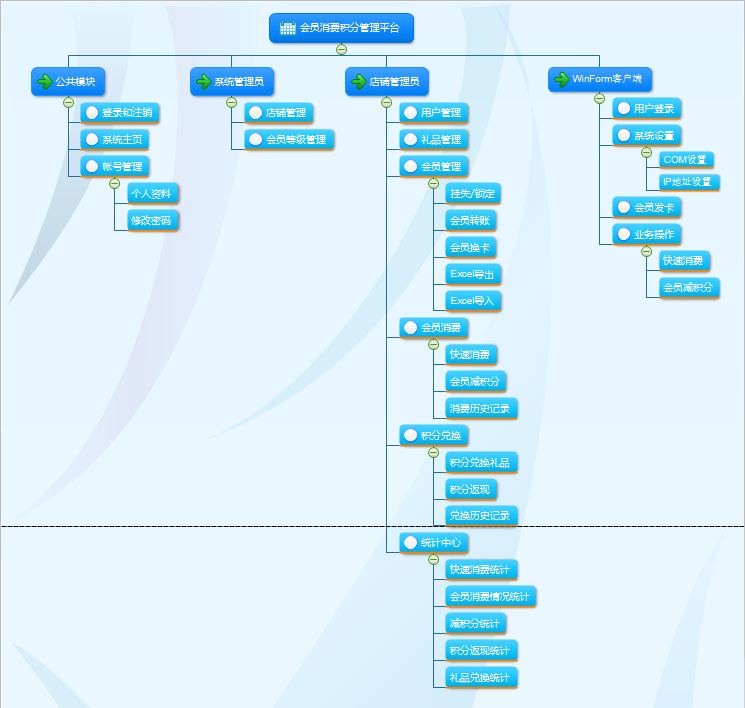 会员消费积分管理平台
公共模块
登录和注销
系统主页
帐号管理
个人资料
修改密码
系统管理员
店铺管理
会员等级管理
店铺管理员
用户管理
礼品管理
会员管理
挂失/锁定
会员转账
会员换卡
Excel导出
Excel导入
会员消费
快速消费
会员减积分
消费历史记录
积分兑换
积分兑换礼品
积分返现
兑换历史记录
统计中心
快速消费统计
会员消费情况统计
减积分统计
积分返现统计
礼品兑换统计
WinForm客户端
用户登录
系统设置
COM设置
IP地址设置
会员发卡
业务操作
快速消费
会员减积分